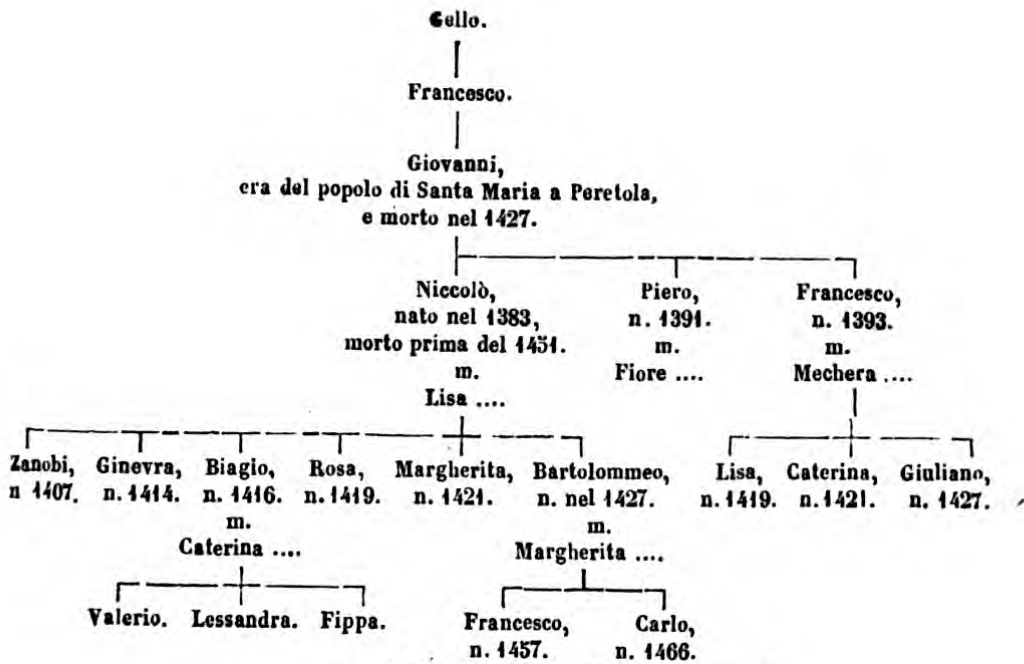 Cello.
Francesco.
Giovanni,
era del popolo di Santa Maria a Peretola,
e morto nel 1427.
Niccolò,
nato nel 1383,
morto prima del 1451.
m.
Lisa ....
Piero,
n. 1391.
m.
Fiore ....
Francesco,
n. 1393.
m.
Mechera ....
Zanobi,
n 1407.
Ginevra,
n. 1414.
Biagio,
n. 1416.
m.
Caterina ....
Rosa,
n. 1419.
Margherita,
n. 1421.
Bartolommeo,
n. nel 1427.
m.
Margherita ....
Lisa,
n. 1419.
Caterina,
n. 1421.
Giuliano,
n. 1427.
Valerio.
Lessandra.
Fippa.
Francesco,
n. 1457.
Carlo,
n. 1466.